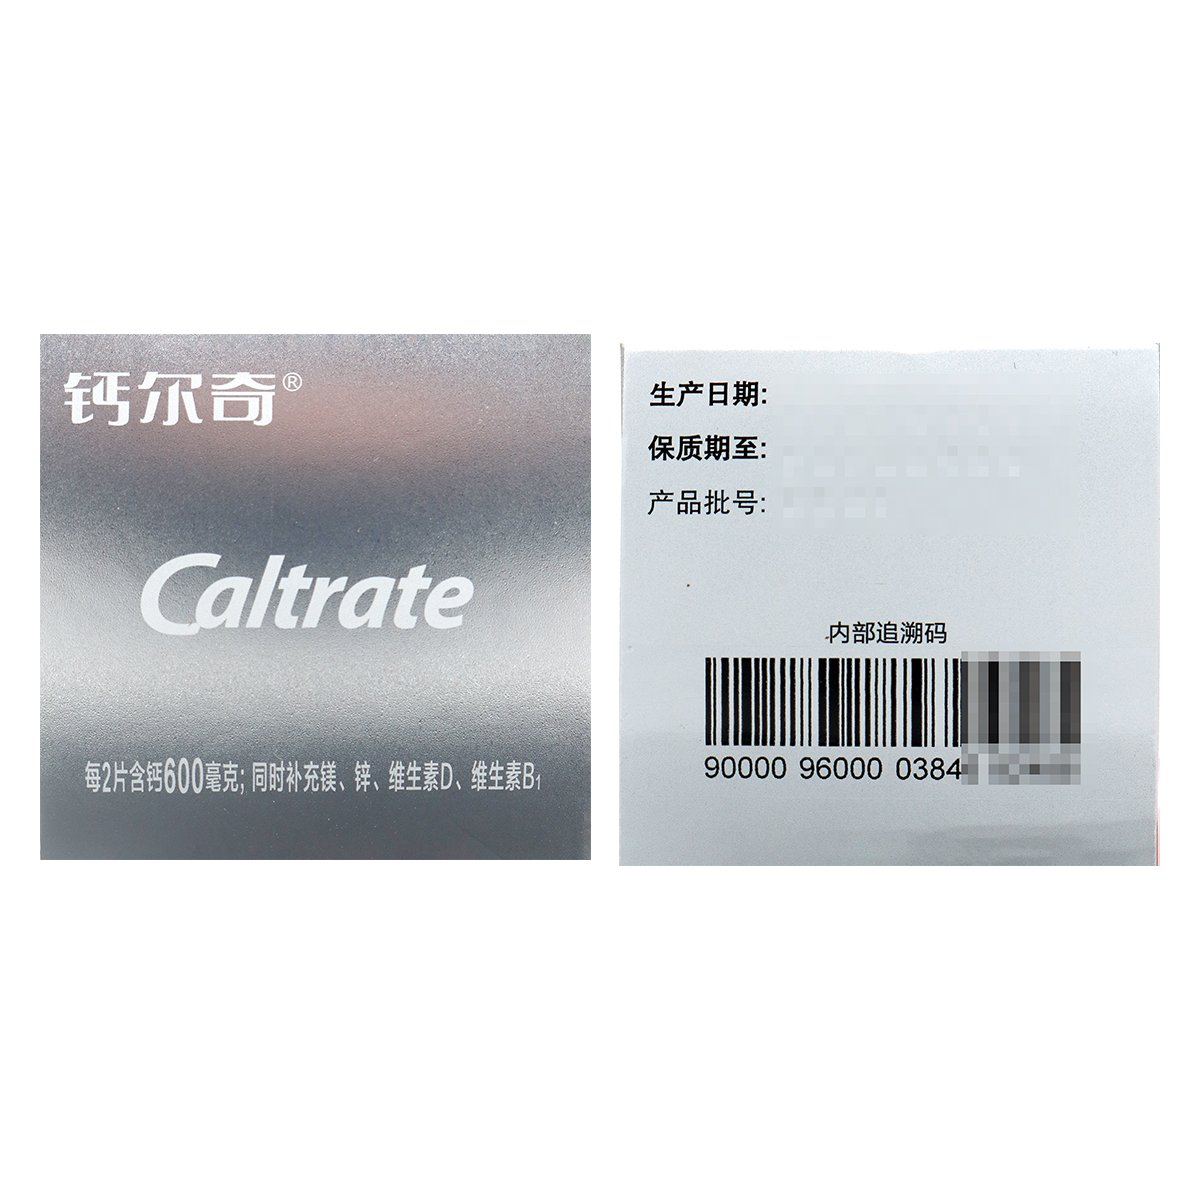 钙尔奇®
Caltrate
每2片含钙600毫克;同时补充镁、锌、维生素D、维生素B₁
生产日期:
保质期至:
产品批号:
内部追溯码
90000 96000 0384